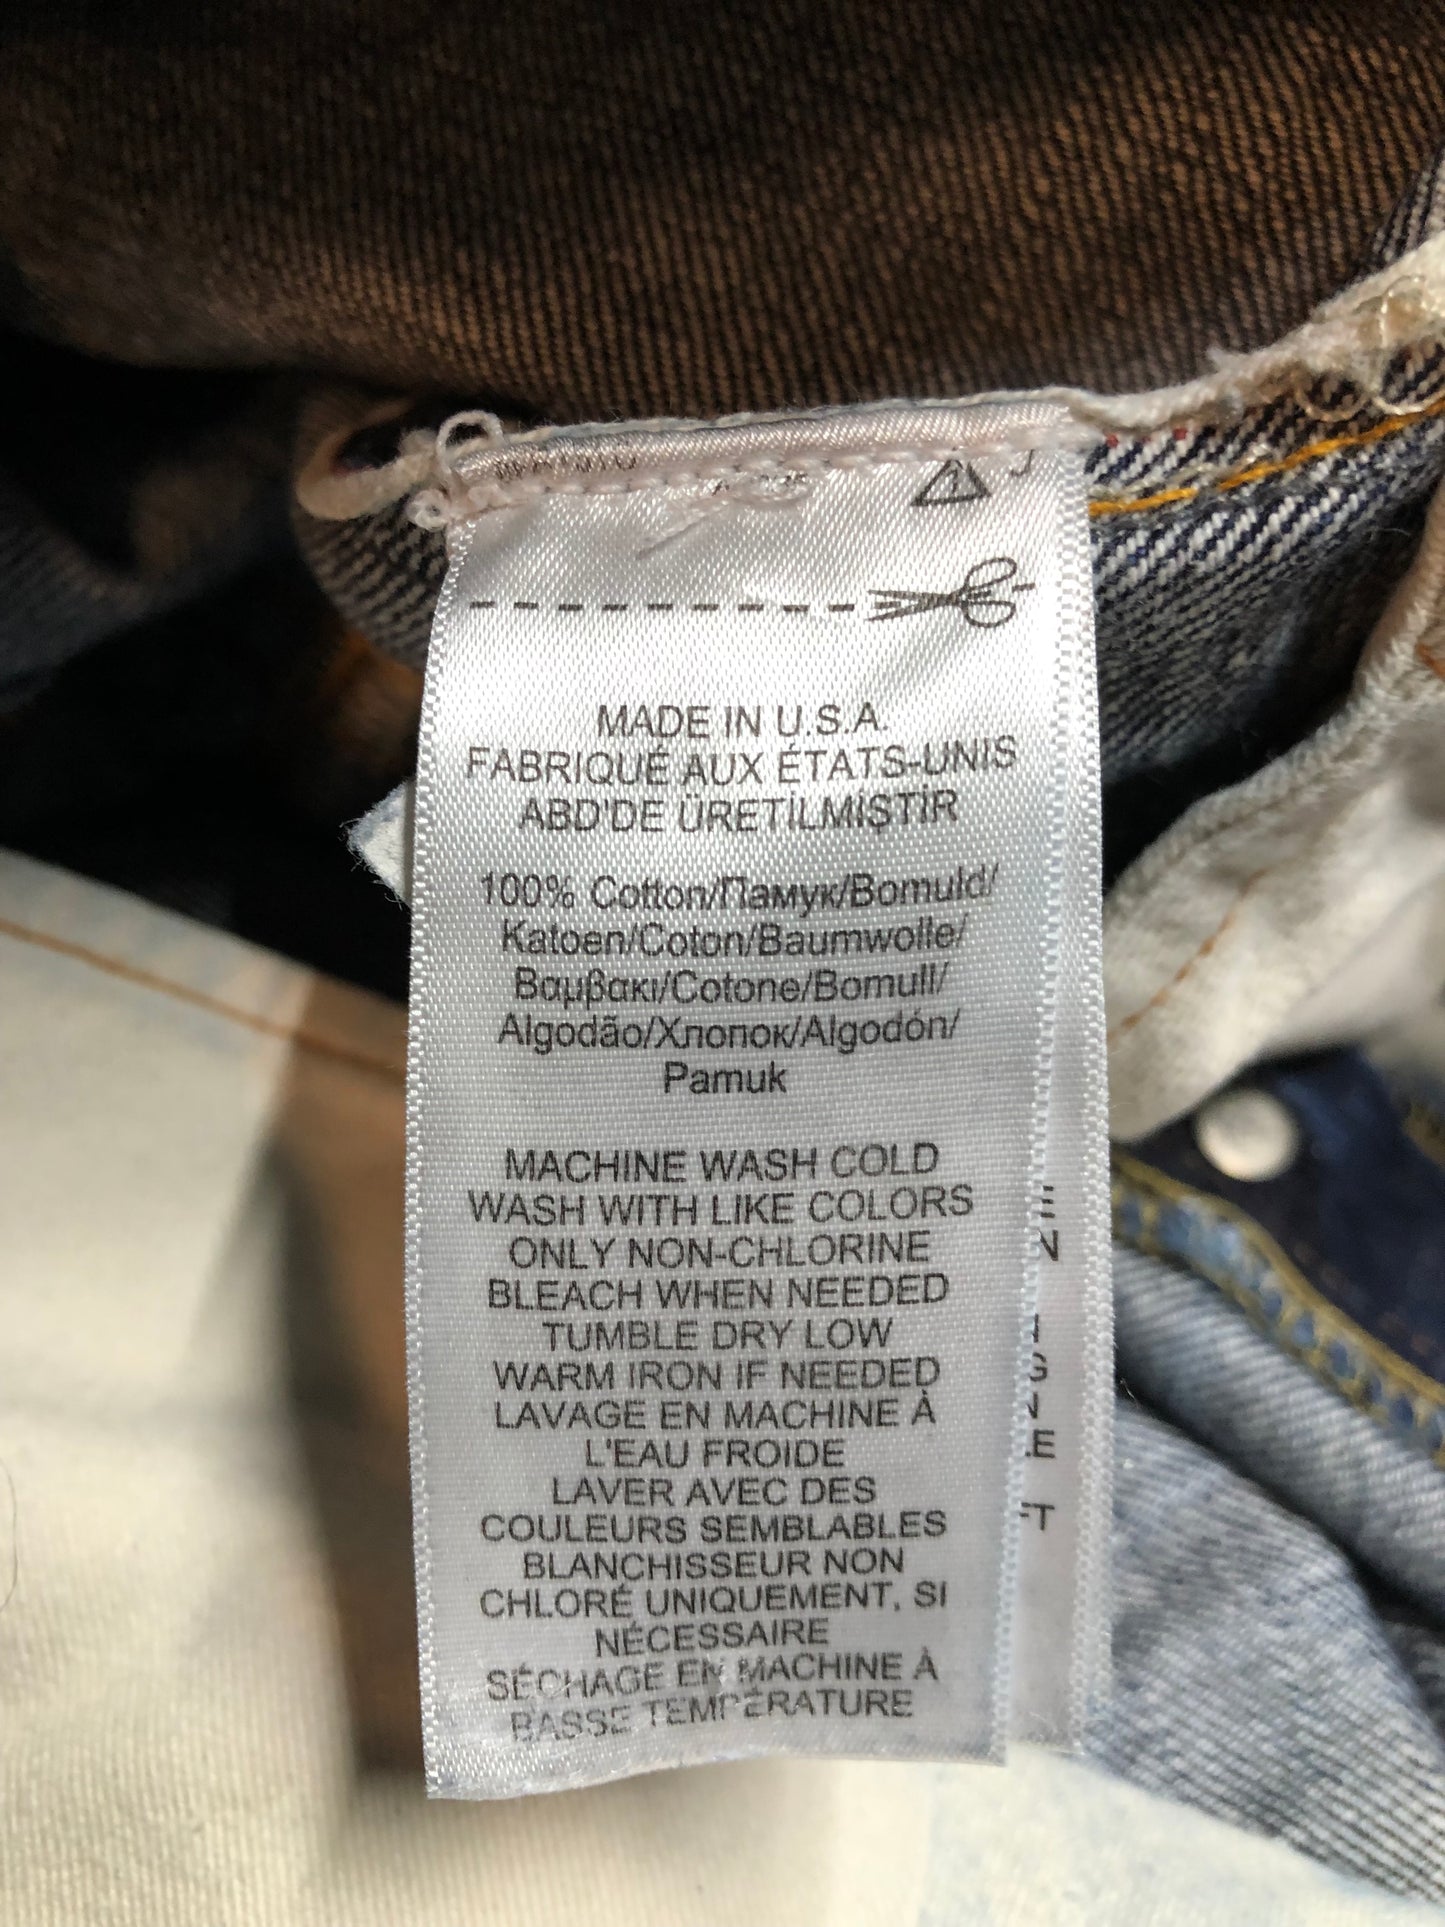 MADE IN U.S.A.
FABRIQUÉ AUX ÉTATS-UNIS
ABD'DE ÜRETİLMİŞTİR
100% Cotton/Памук/Bomuld/
Katoen/Coton/Baumwolle/
Βαμβακι/Cotone/Bomull/
Algodão/Хлопок/Algodón/
Pamuk
MACHINE WASH COLD
WASH WITH LIKE COLORS
ONLY NON-CHLORINE
BLEACH WHEN NEEDED
TUMBLE DRY LOW
WARM IRON IF NEEDED
LAVAGE EN MACHINE À
L'EAU FROIDE
LAVER AVEC DES
COULEURS SEMBLABLES
BLANCHISSEUR NON
CHLORÉ UNIQUEMENT, SI
NÉCESSAIRE
SÉCHAGE EN MACHINE À
BASSE TEMPÉRATURE